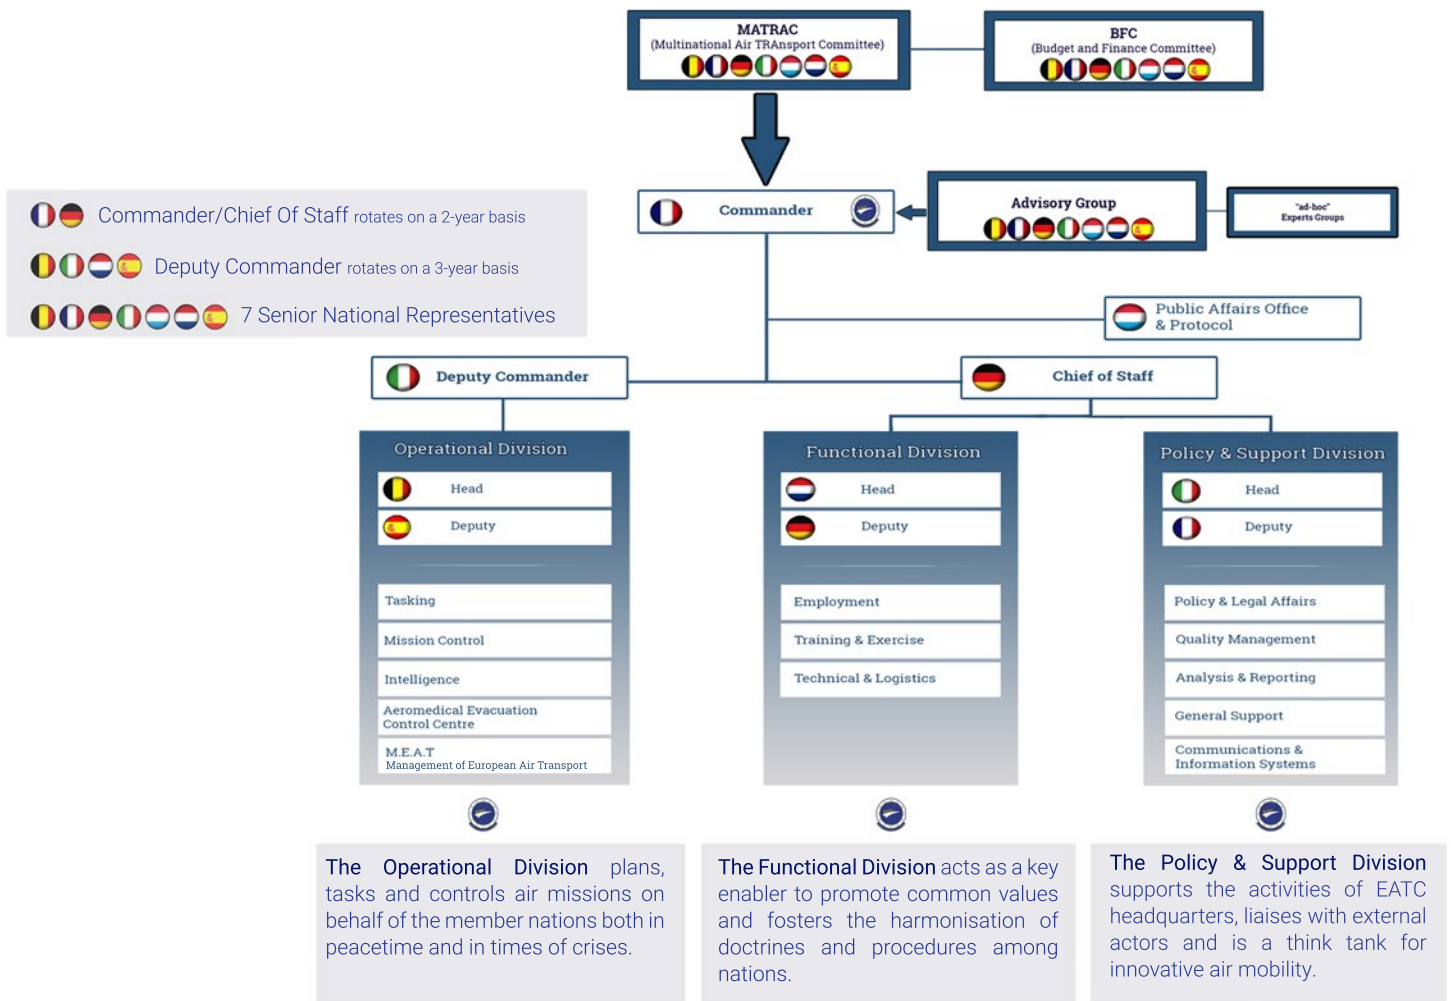 MATRAC
(Multinational Air TRAnsport Committee)
BFC
(Budget and Finance Committee)
Commander/Chief Of Staff rotates on a 2-year basis
Deputy Commander rotates on a 3-year basis
7 Senior National Representatives
Commander
Advisory Group
"ad-hoc"
Experts Groups
Public Affairs Office
& Protocol
Deputy Commander
Chief of Staff
Operational Division
Head
Deputy
Tasking
Mission Control
Intelligence
Aeromedical Evacuation
Control Centre
M.E.A.T
Management of European Air Transport
Functional Division
Head
Deputy
Employment
Training & Exercise
Technical & Logistics
Policy & Support Division
Head
Deputy
Policy & Legal Affairs
Quality Management
Analysis & Reporting
General Support
Communications &
Information Systems
The Operational Division plans,
tasks and controls air missions on
behalf of the member nations both in
peacetime and in times of crises.
The Functional Division acts as a key
enabler to promote common values
and fosters the harmonisation of
doctrines and procedures among
nations.
The Policy & Support Division
supports the activities of EATC
headquarters, liaises with external
actors and is a think tank for
innovative air mobility.